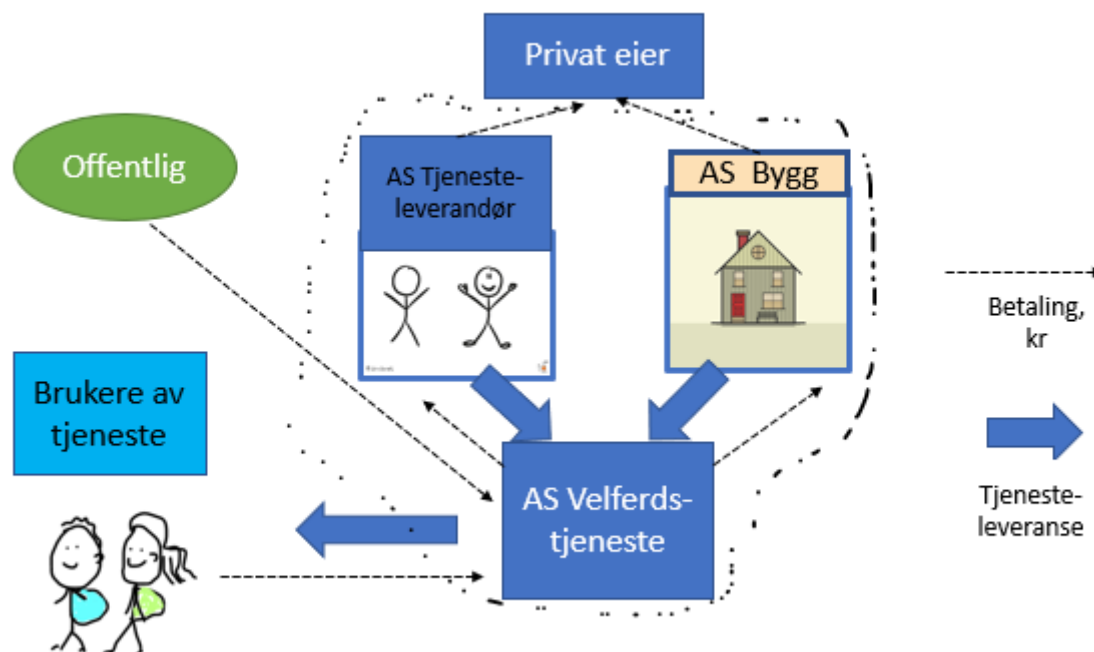 Privat eier
Offentlig
AS Tjeneste-
leverandør
AS Bygg
Betaling,
kr
Brukere av
tjeneste
AS Velferds-
tjeneste
Tjeneste-
leveranse